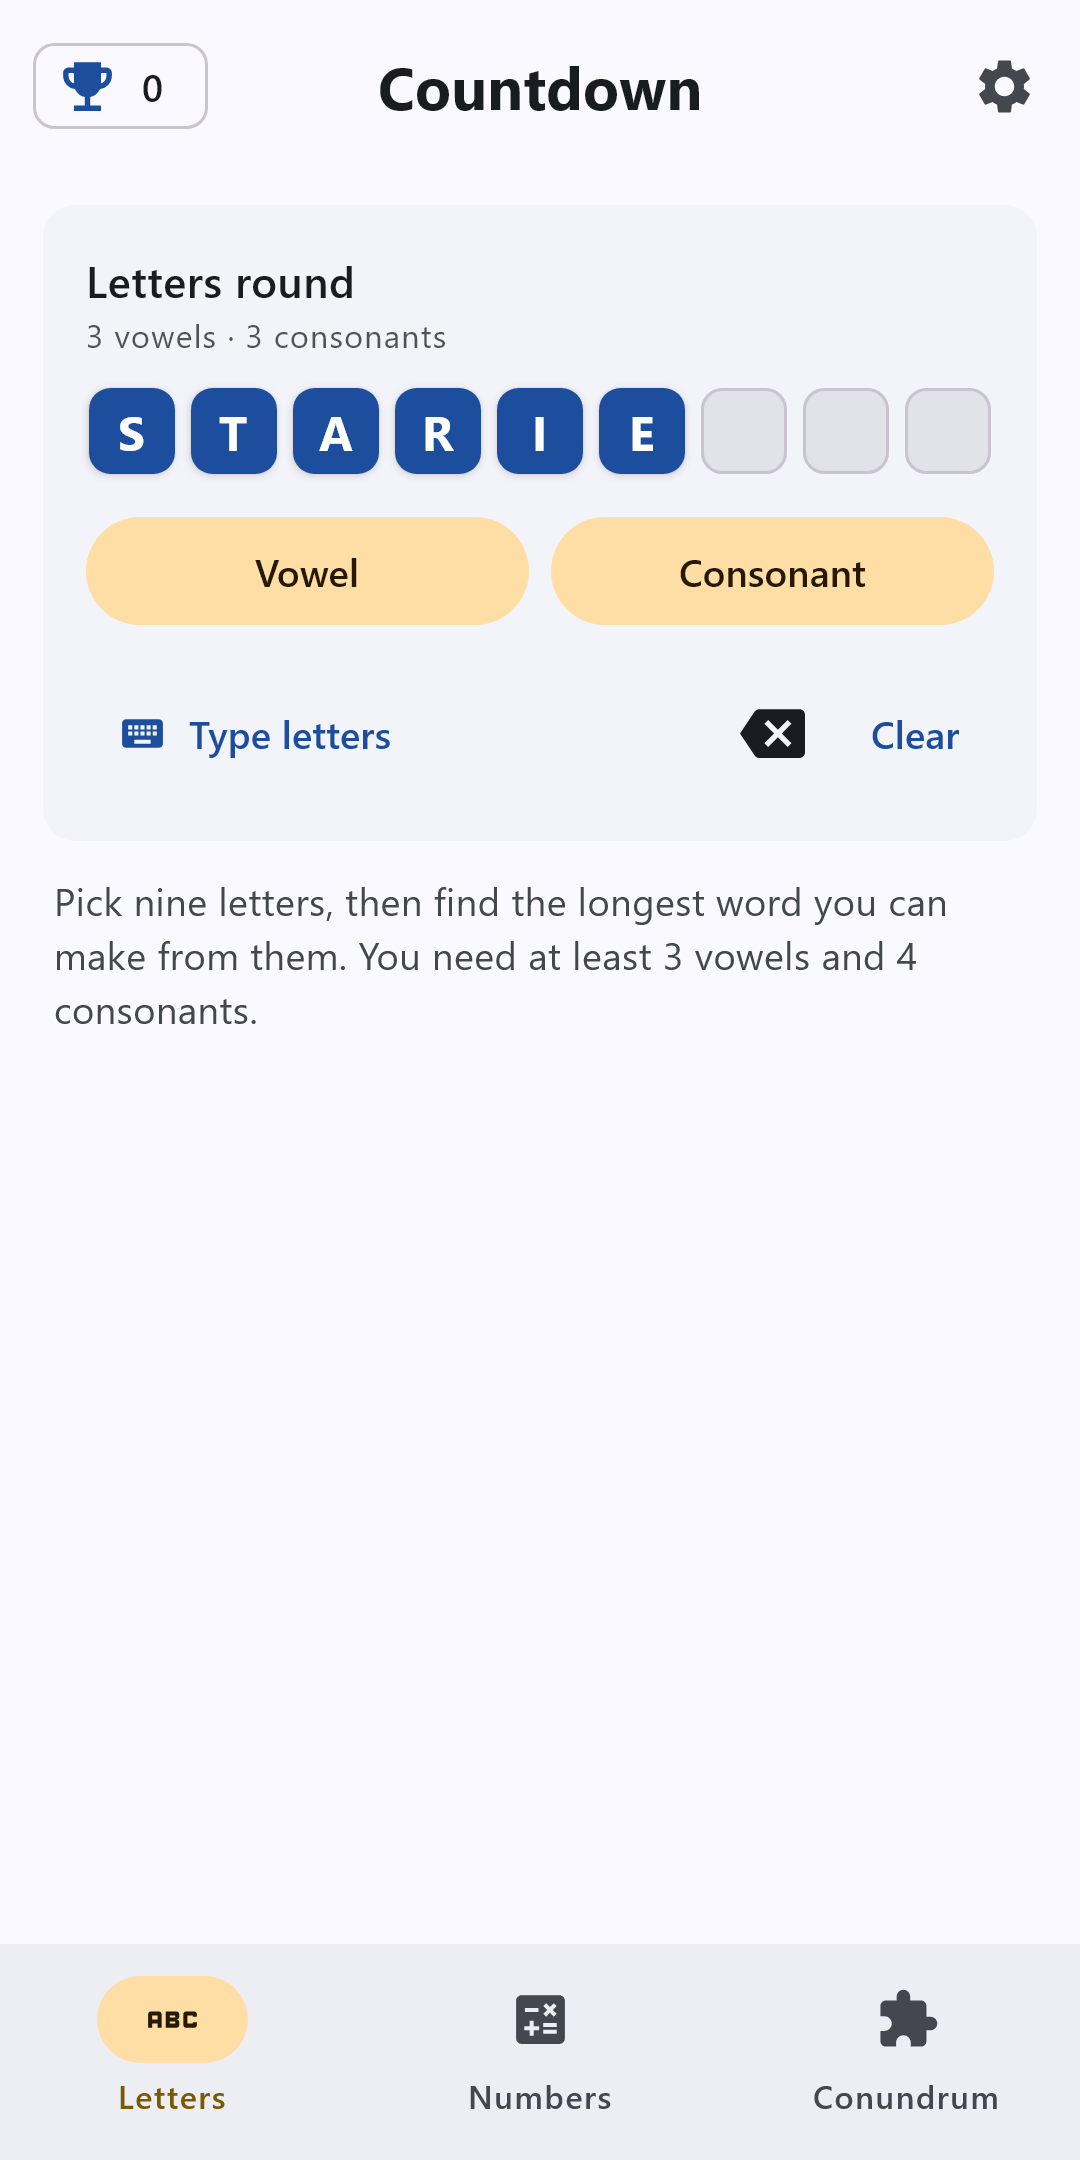 0
Countdown
Letters round
3 vowels · 3 consonants
S T A R I E
Vowel
Consonant
Type letters
Clear
Pick nine letters, then find the longest word you can
make from them. You need at least 3 vowels and 4
consonants.
ABC
Letters
Numbers
Conundrum